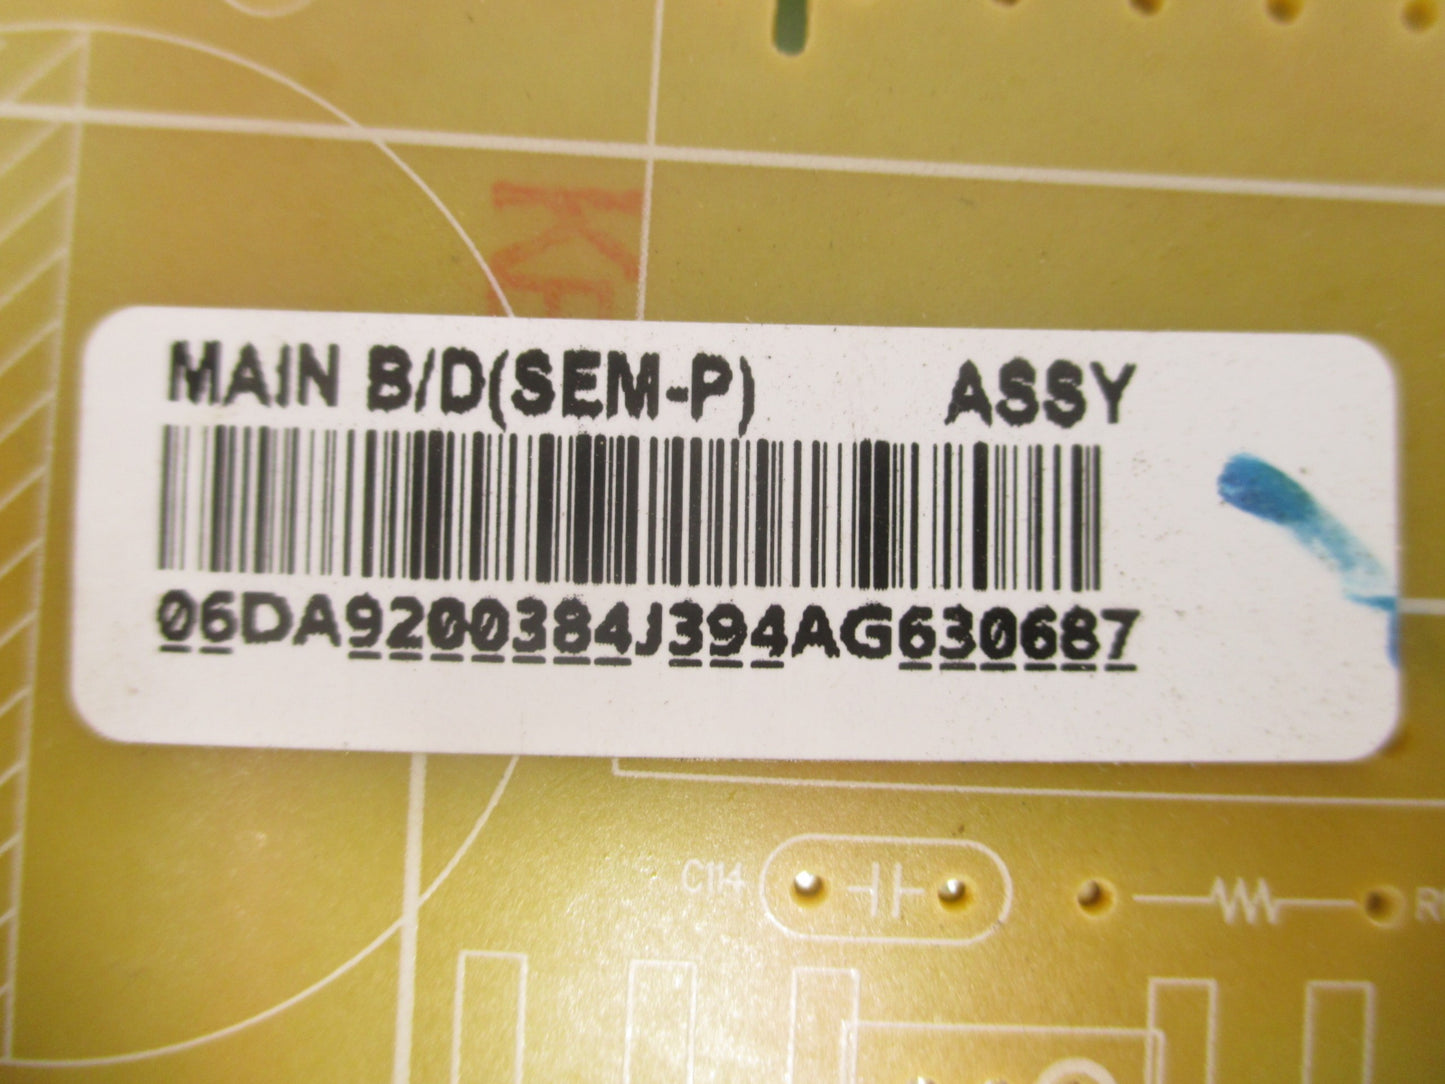 MAIN B/D(SEM-P) ASSY
06DA9200384J394AG630687
C114